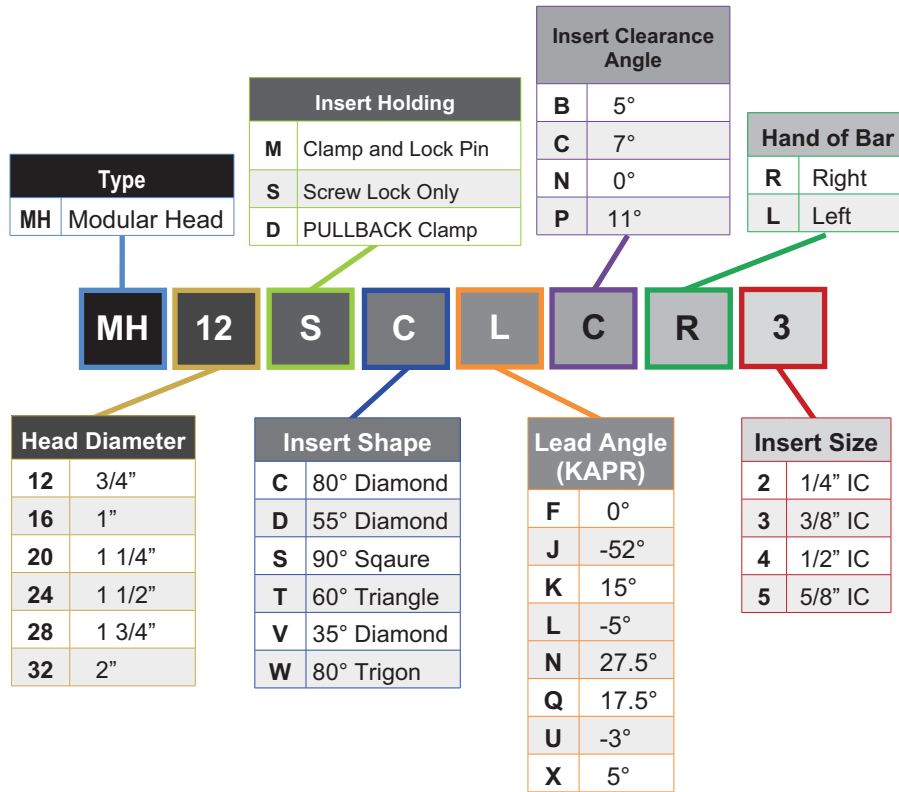 Insert Clearance
Angle
B 5°
C 7°
N 0°
P 11°
Insert Holding
M Clamp and Lock Pin
S Screw Lock Only
D PULLBACK Clamp
Hand of Bar
R Right
L Left
Type
MH Modular Head
MH 12 S C L C R 3
Head Diameter
12 3/4”
16 1”
20 1 1/4”
24 1 1/2”
28 1 3/4”
32 2”
Insert Shape
C 80° Diamond
D 55° Diamond
S 90° Sqaure
T 60° Triangle
V 35° Diamond
W 80° Trigon
Lead Angle
(KAPR)
F 0°
J -52°
K 15°
L -5°
N 27.5°
Q 17.5°
U -3°
X 5°
Insert Size
2 1/4” IC
3 3/8” IC
4 1/2” IC
5 5/8” IC